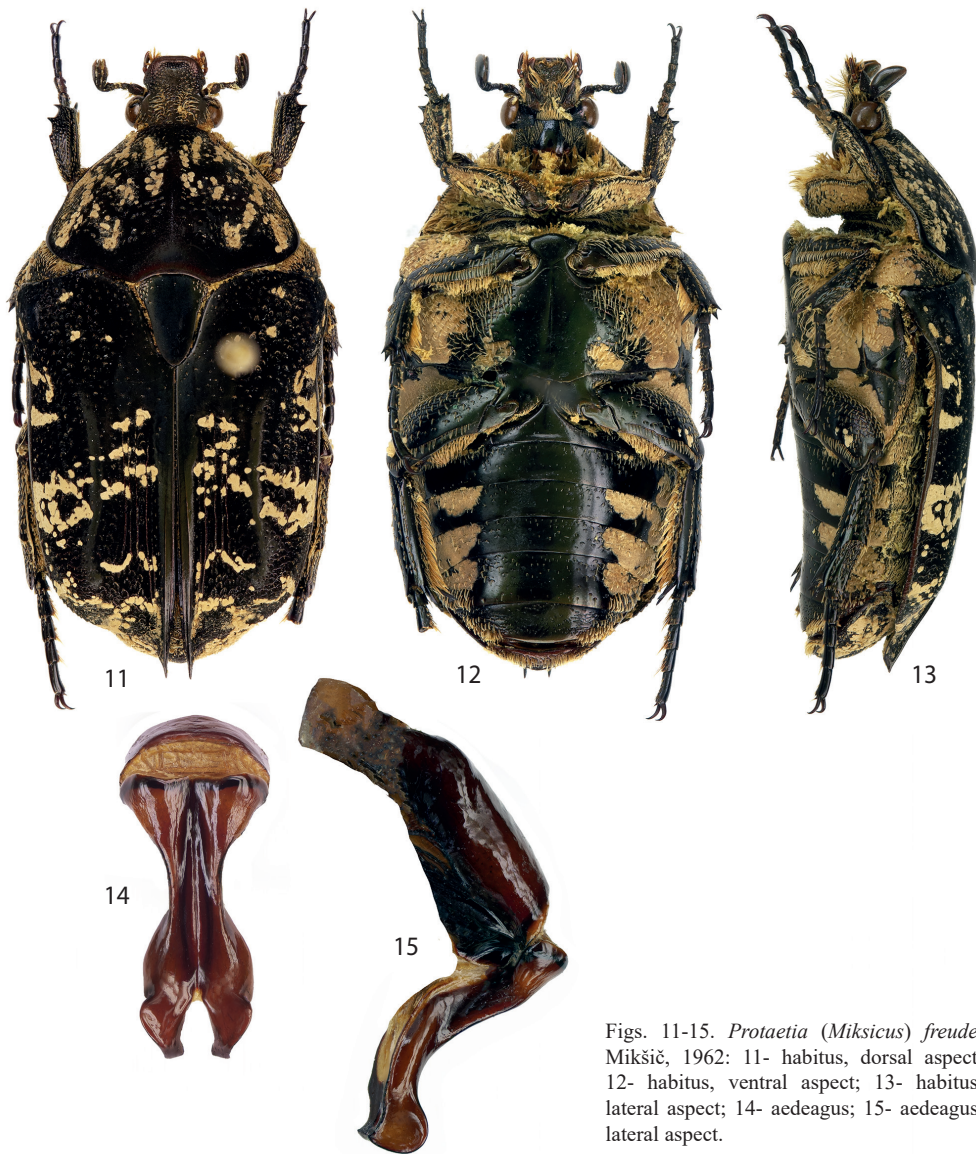 11
12
13
14
15
Figs. 11-15. Protaetia (Miksicus) freude
Mikšič, 1962: 11- habitus, dorsal aspect
12- habitus, ventral aspect; 13- habitus
lateral aspect; 14- aedeagus; 15- aedeagus
lateral aspect.